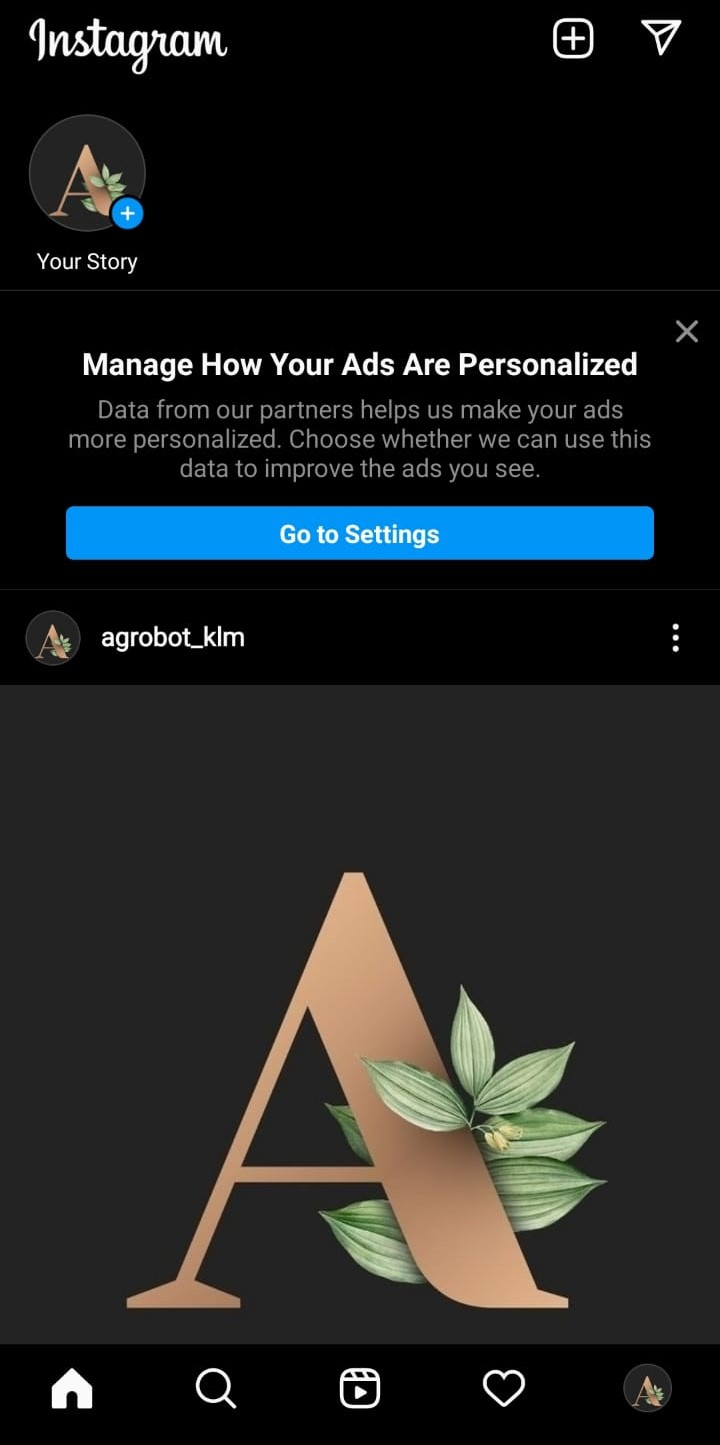 Instagram
Your Story
Manage How Your Ads Are Personalized
Data from our partners helps us make your ads
more personalized. Choose whether we can use this
data to improve the ads you see.
Go to Settings
agrobot_klm
A